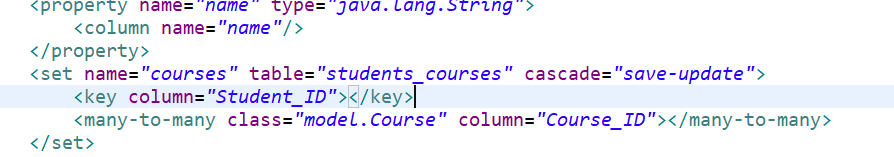 <property name="name" type="java.lang.String">
<column name="name"/>
</property>
<set name="courses" table="students_courses" cascade="save-update">
<key column="Student_ID"></key>
<many-to-many class="model.Course" column="Course_ID"></many-to-many>
</set>